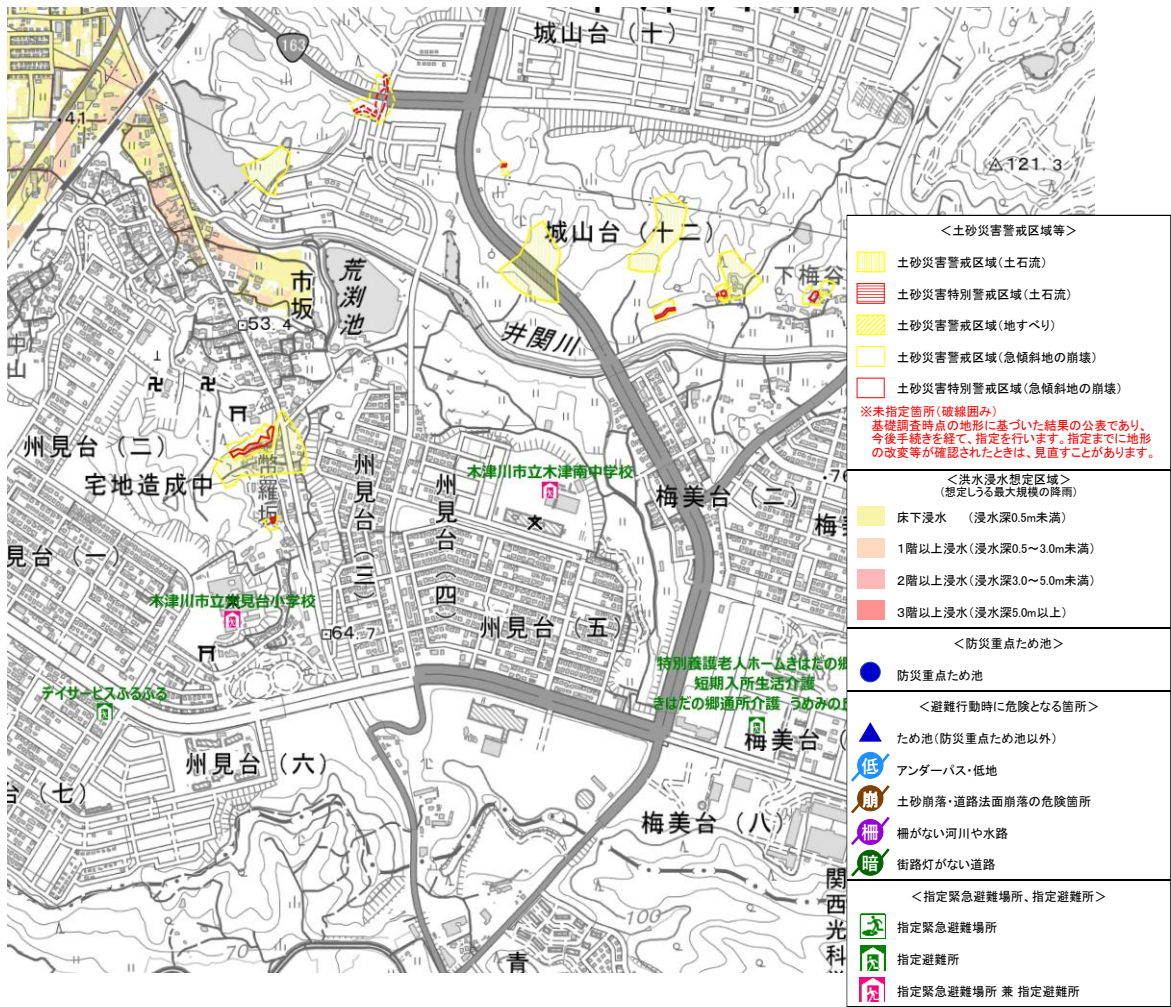 城山台（十）
163
41
121.3
城山台（十二）
下梅谷
荒渕池
市坂
井関川
53.4
中
山
州見台（二）
宅地造成中
州見台（三）
州見台（四）
木津川市立木津南中学校
文
梅美台（二）
76
梅美
見台（一）
木津川市立州見台小学校
64.7
州見台（五）
特別養護老人ホームきはだの郷
短期入所生活介護
きはだの郷通所介護 うめみの丘
デイサービスふるふる
梅美台（
州見台（六）
台（七）
梅美台（八）
関西光科学
100
70
青
＜土砂災害警戒区域等＞
土砂災害警戒区域（土石流）
土砂災害特別警戒区域（土石流）
土砂災害警戒区域（地すべり）
土砂災害警戒区域（急傾斜地の崩壊）
土砂災害特別警戒区域（急傾斜地の崩壊）
※未指定箇所（破線囲み）
基礎調査時点の地形に基づいた結果の公表であり、
今後手続きを経て、指定を行います。指定までに地形
の改変等が確認されたときは、見直すことがあります。
＜洪水浸水想定区域＞
（想定しうる最大規模の降雨）
床下浸水 （浸水深0.5m未満）
1階以上浸水（浸水深0.5～3.0m未満）
2階以上浸水（浸水深3.0～5.0m未満）
3階以上浸水（浸水深5.0m以上）
＜防災重点ため池＞
防災重点ため池
＜避難行動時に危険となる箇所＞
ため池（防災重点ため池以外）
低 アンダーパス・低地
崩 土砂崩落・道路法面崩落の危険箇所
柵 柵がない河川や水路
暗 街路灯がない道路
＜指定緊急避難場所、指定避難所＞
指定緊急避難場所
指定避難所
指定緊急避難場所 兼 指定避難所